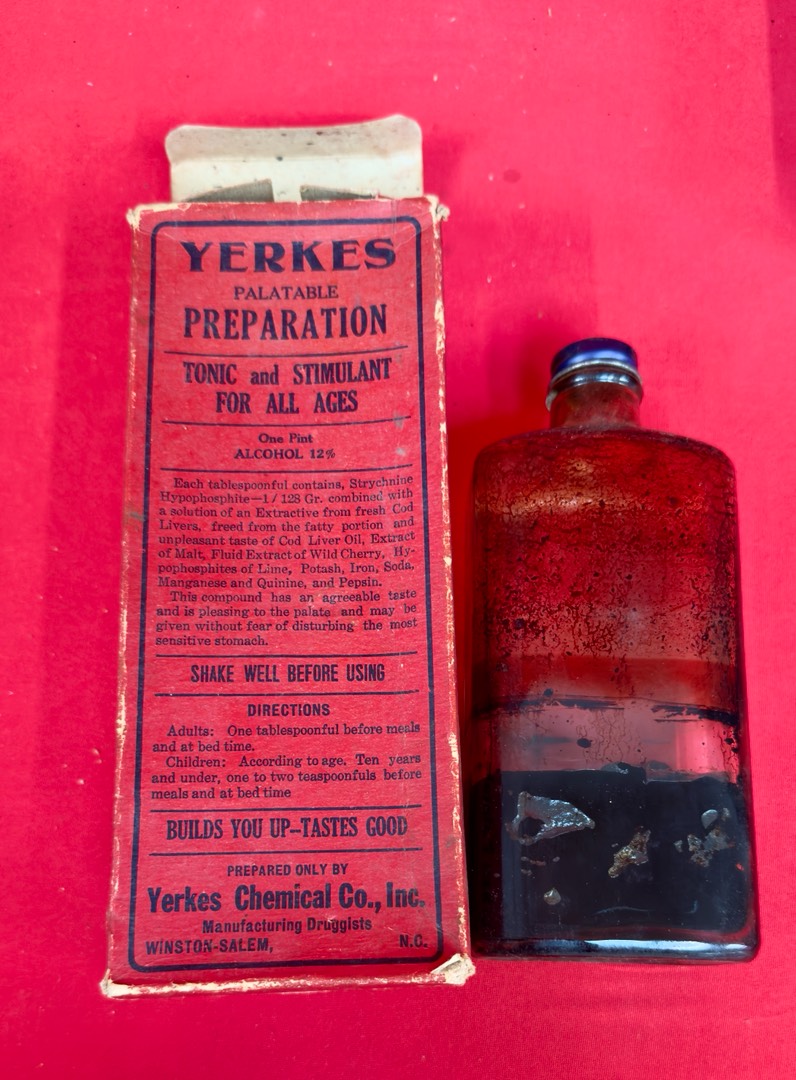 YERKES
PALATABLE
PREPARATION
TONIC and STIMULANT
FOR ALL AGES
One Pint
ALCOHOL 12%
Each tablespoonful contains, Strychnine
Hypophosphite—1/128 Gr. combined with
a solution of an Extractive from fresh Cod
Livers, freed from the fatty portion and
unpleasant taste of Cod Liver Oil, Extract
of Malt, Fluid Extract of Wild Cherry, Hy-
pophosphites of Lime, Potash, Iron, Soda,
Manganese and Quinine, and Pepsin.
This compound has an agreeable taste
and is pleasing to the palate and may be
given without fear of disturbing the most
sensitive stomach.
SHAKE WELL BEFORE USING
DIRECTIONS
Adults: One tablespoonful before meals
and at bed time.
Children: According to age. Ten years
and under, one to two teaspoonfuls before
meals and at bed time
BUILDS YOU UP—TASTES GOOD
PREPARED ONLY BY
Yerkes Chemical Co., Inc.
Manufacturing Druggists
WINSTON-SALEM, N.C.